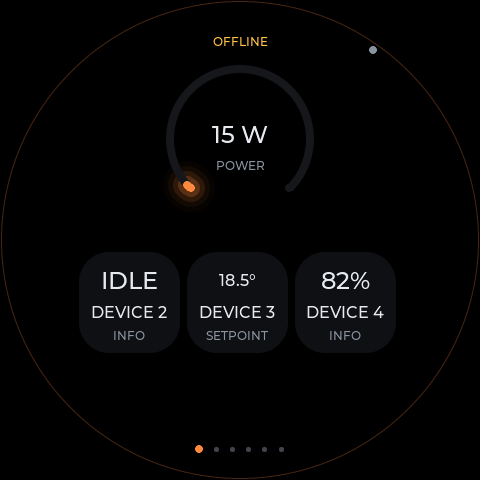 OFFLINE
15 W
POWER
IDLE
DEVICE 2
INFO
18.5°
DEVICE 3
SETPOINT
82%
DEVICE 4
INFO